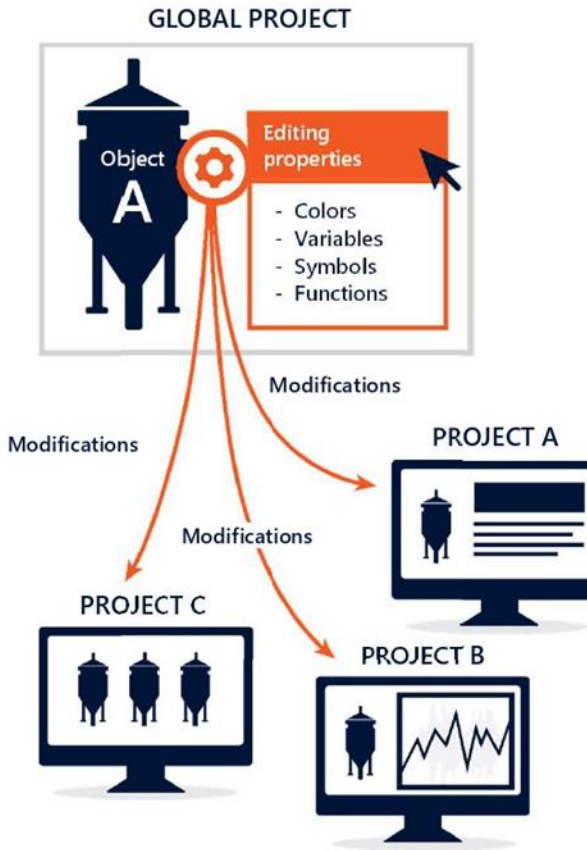 GLOBAL PROJECT
Object
A
Editing
properties
- Colors
- Variables
- Symbols
- Functions
Modifications
Modifications
Modifications
PROJECT A
PROJECT C
PROJECT B